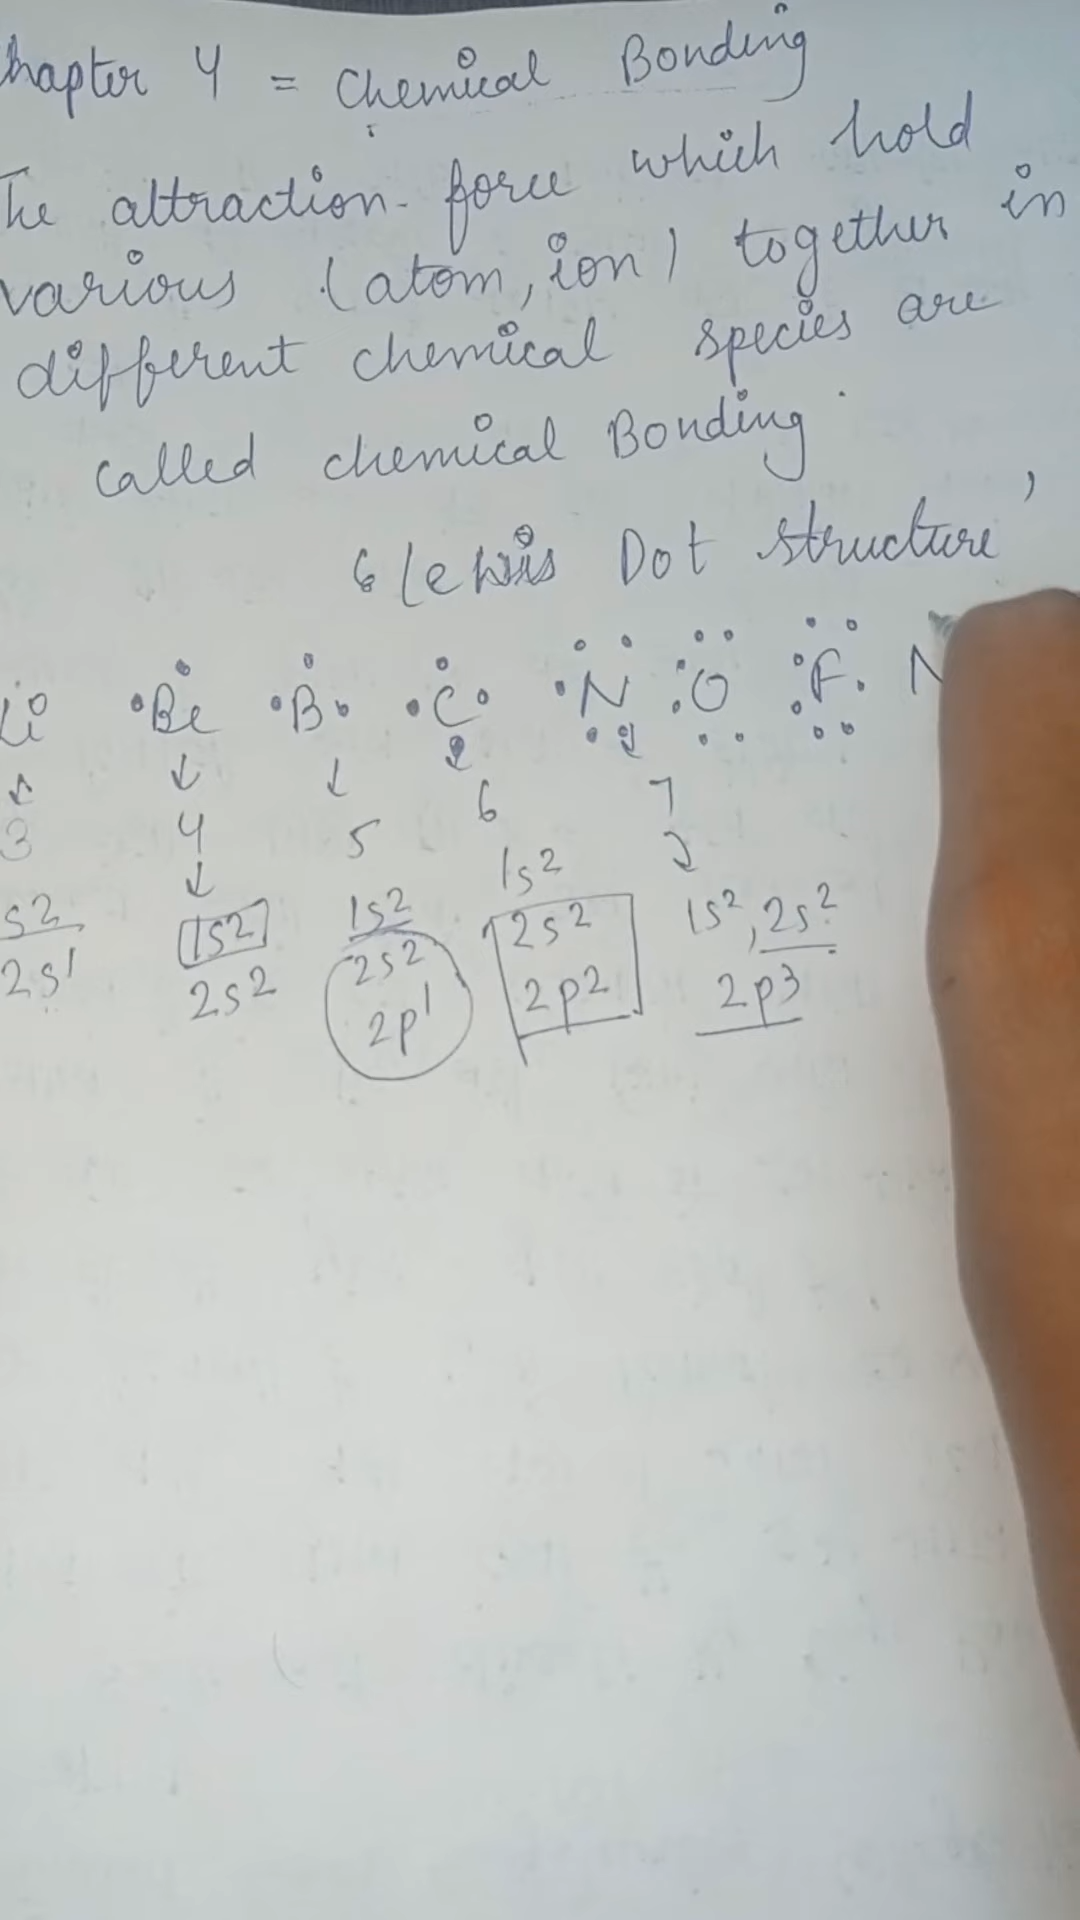 hapter 4 = Chemical Bonding
The attraction force which hold
various (atom, ion) together in
different chemical species are
called chemical Bonding
Lewis Dot structure
Li Be B C N O F N
3 4 5 6 7
s2 1s2 1s2 1s2 1s2, 2s2
2s1 2s2 2s2 2s2 2p3
2p1 2p2